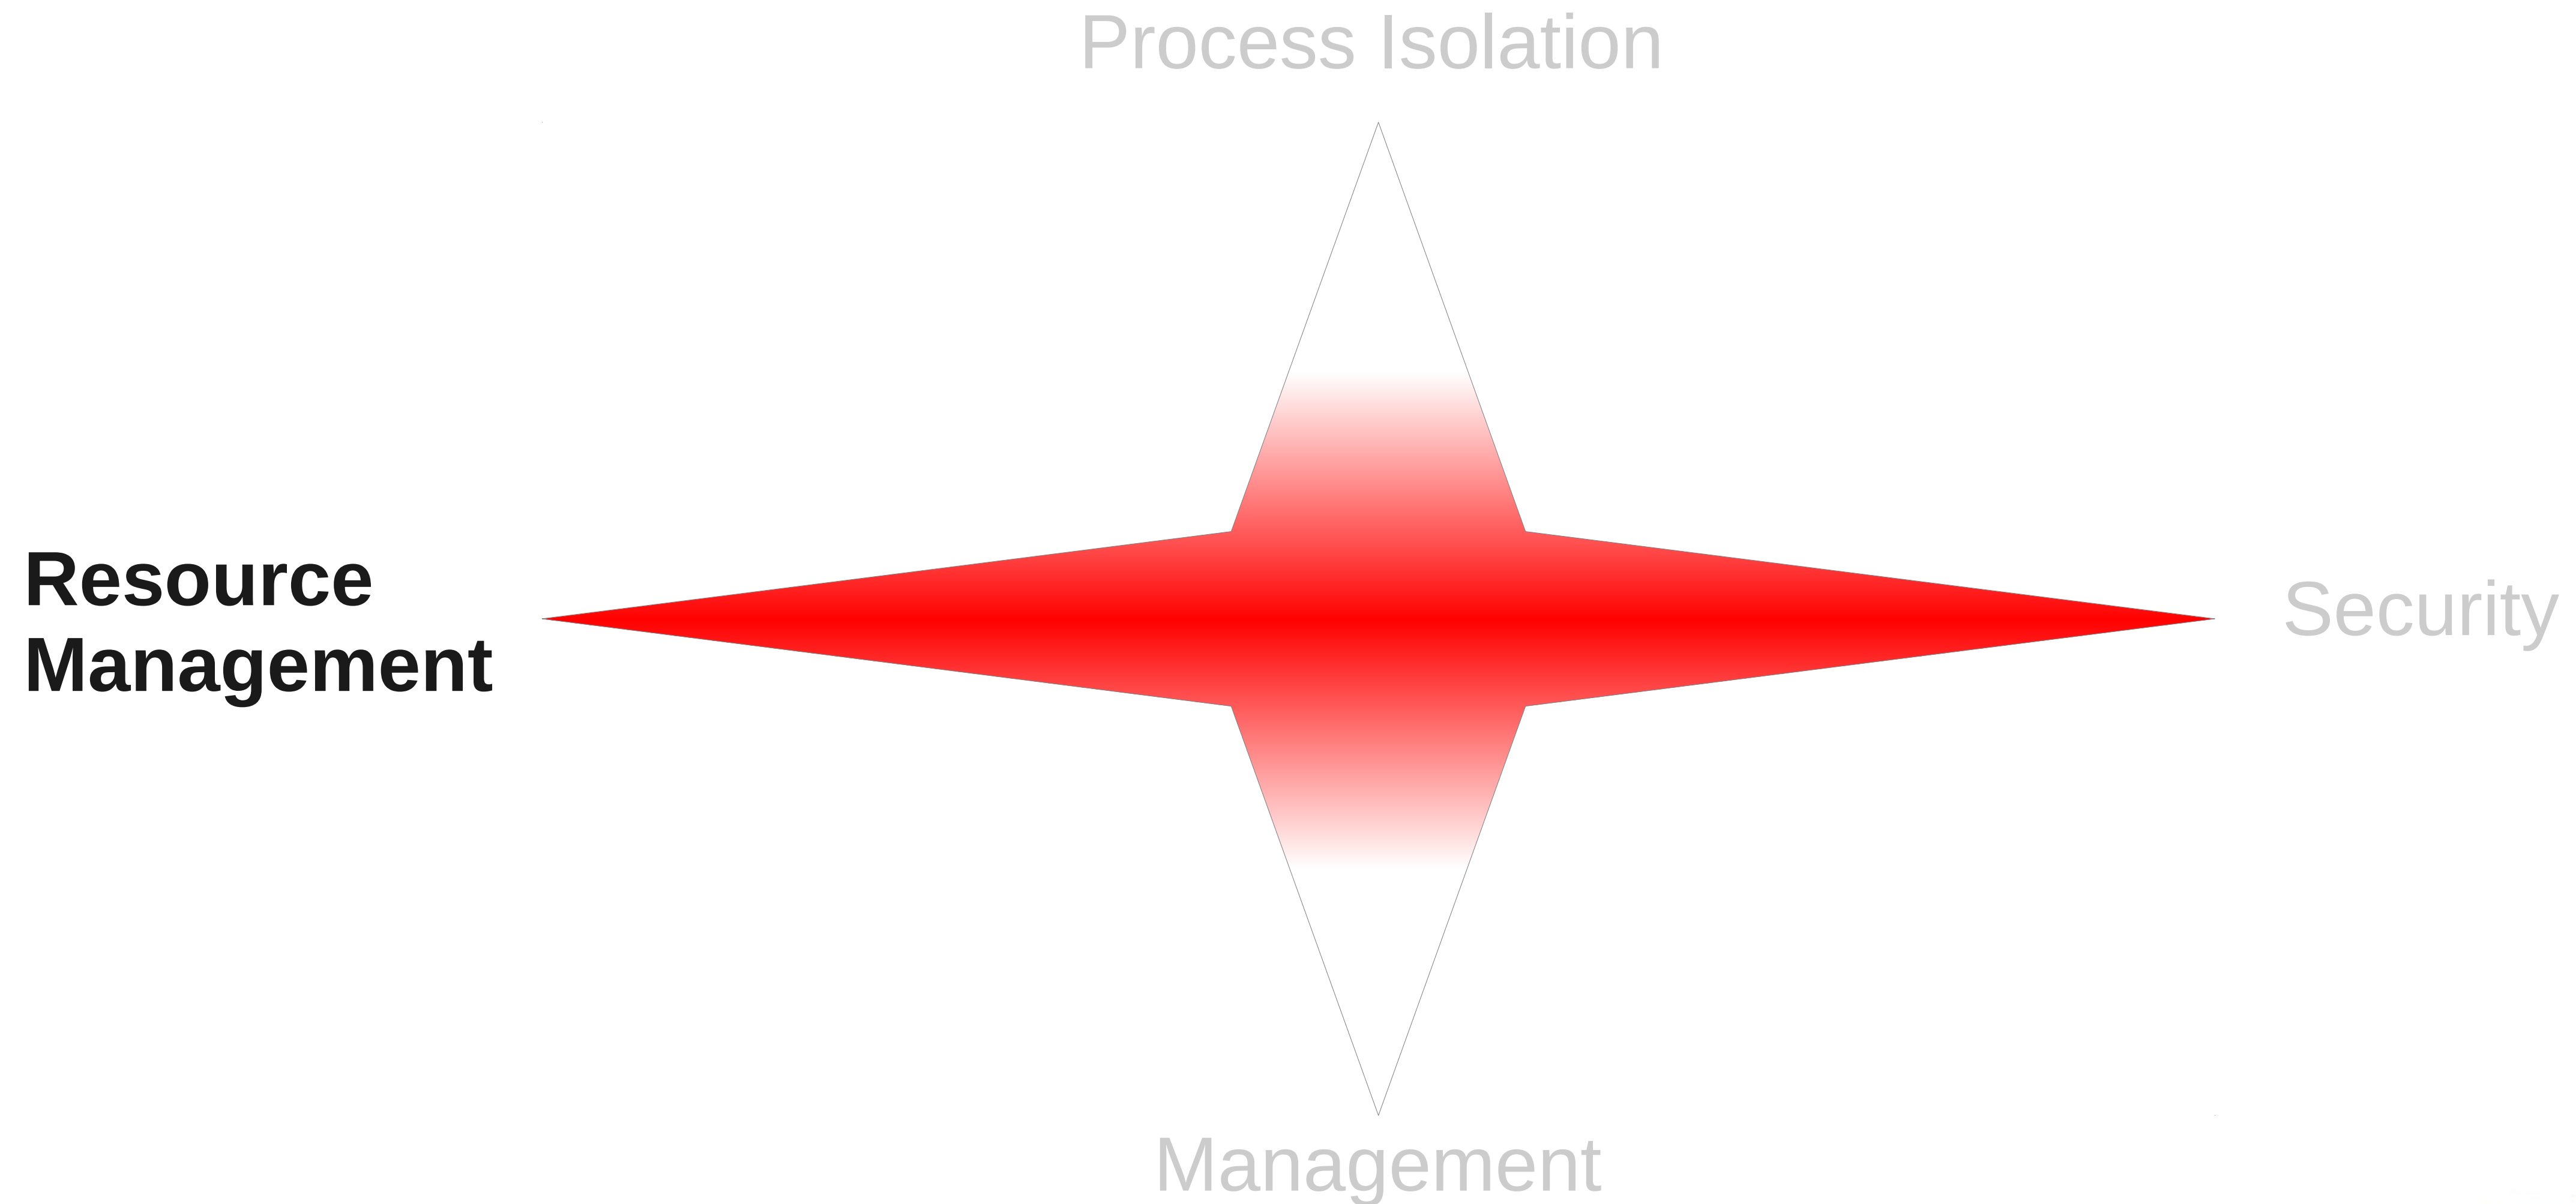 Process Isolation
Resource
Management
Security
Management